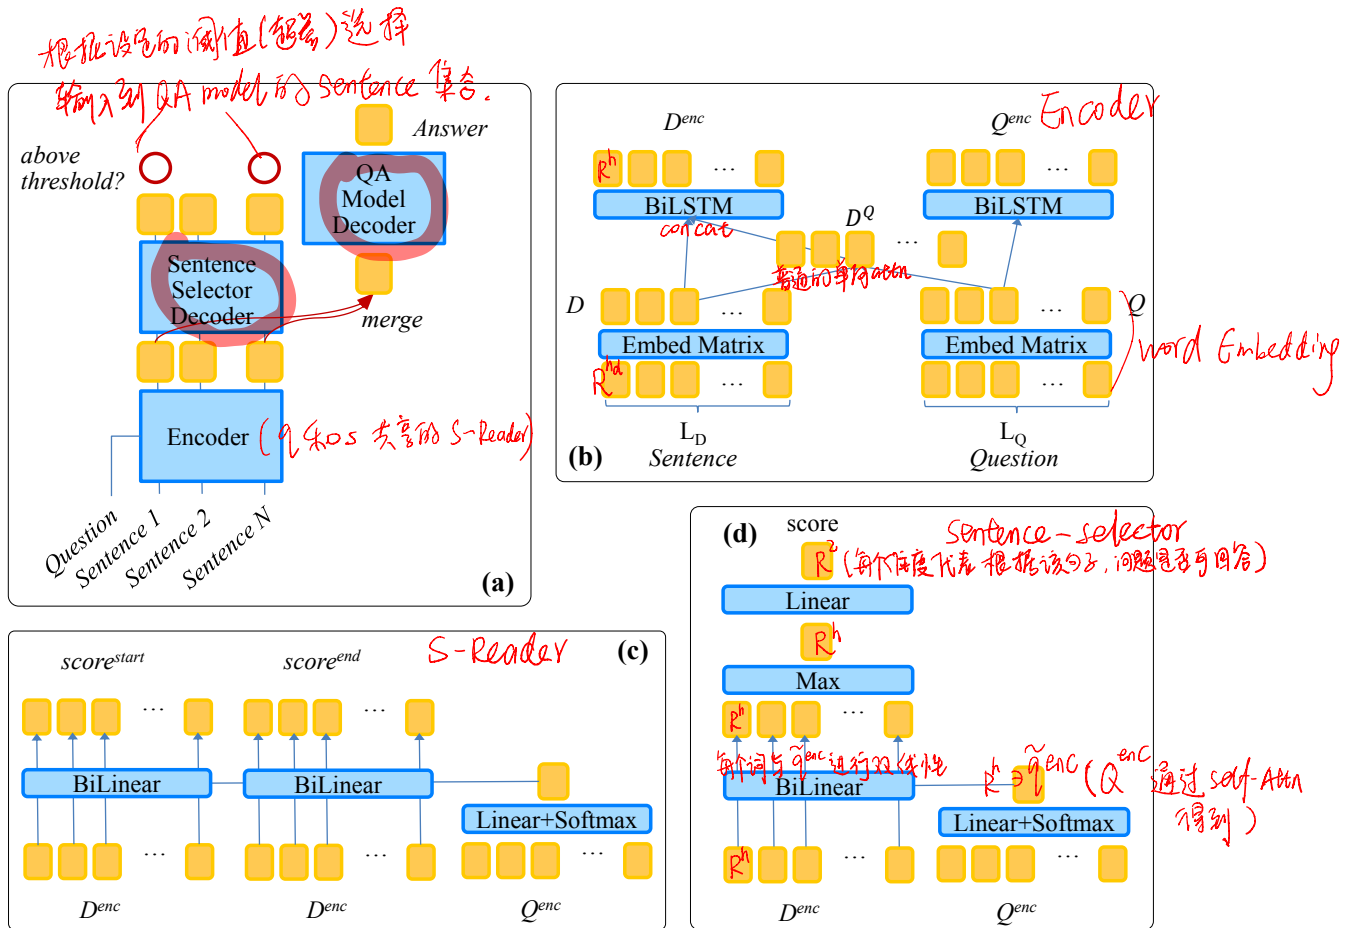 根据设定的阈值(超参)选择
输入到QA model的sentence集合.
above
threshold?
Answer
QA
Model
Decoder
Sentence
Selector
Decoder
merge
Encoder
(q和s共享的S-Reader)
Question
Sentence 1
Sentence 2
Sentence N
(a)
D^enc
Q^enc
Encoder
R^h
BiLSTM
BiLSTM
concat
D^Q
普通的单向attn
D
Q
Embed Matrix
Embed Matrix
word Embedding
R^hd
L_D
L_Q
Sentence
Question
(b)
S-Reader
(c)
score^start
score^end
BiLinear
BiLinear
Linear+Softmax
D^enc
D^enc
Q^enc
(d)
score
Sentence-selector
R^2
(每个维度代表根据该句子,问题是否可回答)
Linear
R^h
Max
R^h
每个词与q̃^enc进行双线性
BiLinear
R^h∋q̃^enc(Q^enc通过self-Attn
得到)
Linear+Softmax
R^h
D^enc
Q^enc